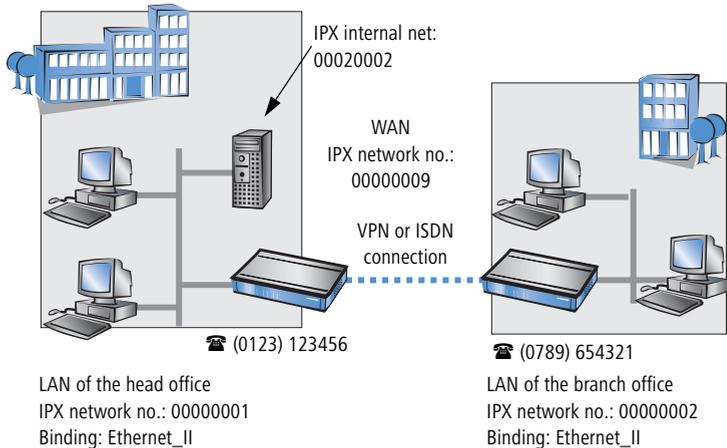 IPX internal net:
00020002
WAN
IPX network no.:
00000009
VPN or ISDN
connection
☎ (0123) 123456
☎ (0789) 654321
LAN of the head office
IPX network no.: 00000001
Binding: Ethernet_II
LAN of the branch office
IPX network no.: 00000002
Binding: Ethernet_II